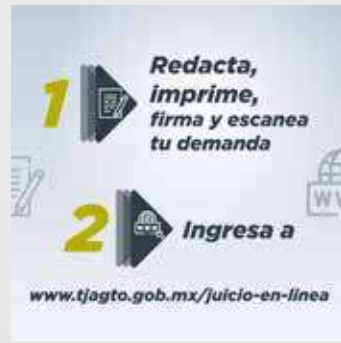 1
Redacta,
imprime,
firma y escanea
tu demanda
2
Ingresa a
www.tjagto.gob.mx/juicio-en-linea